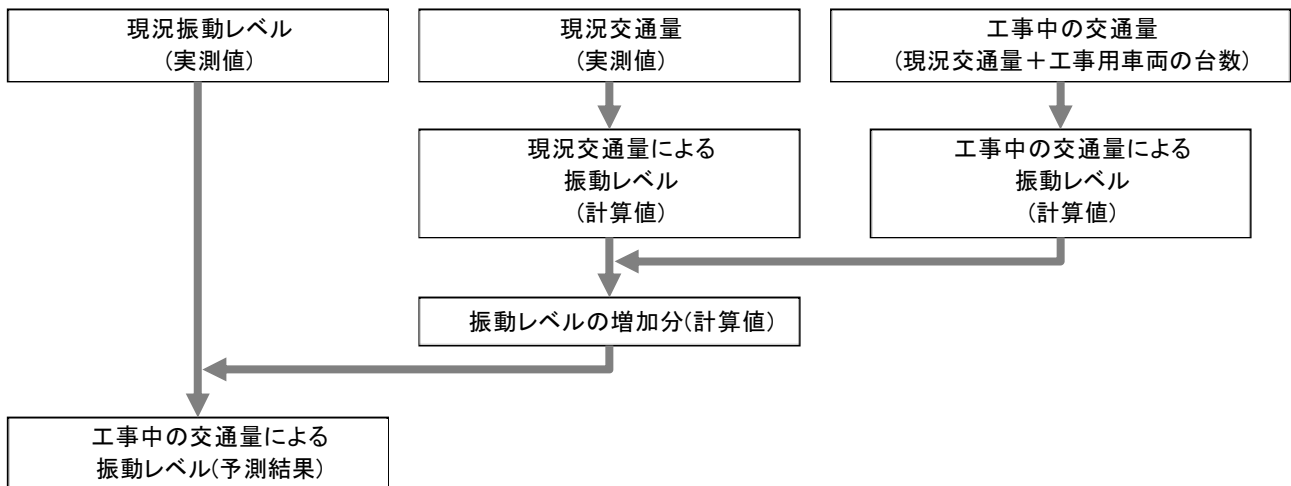 現況振動レベル
(実測値)
現況交通量
(実測値)
工事中の交通量
(現況交通量＋工事用車両の台数)
現況交通量による
振動レベル
(計算値)
工事中の交通量による
振動レベル
(計算値)
振動レベルの増加分(計算値)
工事中の交通量による
振動レベル(予測結果)